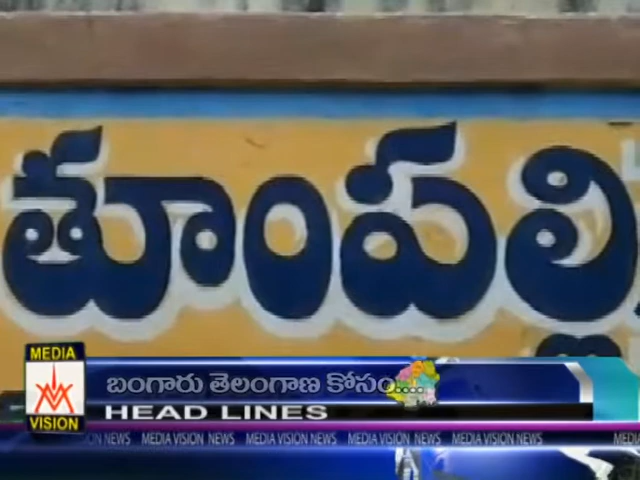 తూంపల్లి
MEDIA
VISION
బంగారు తెలంగాణ కోసం...
HEAD LINES
ON NEWS MEDIA VISION NEWS MEDIA VISION NEWS MEDIA VISION NEWS MEDIA VISION NEWS MEDIA